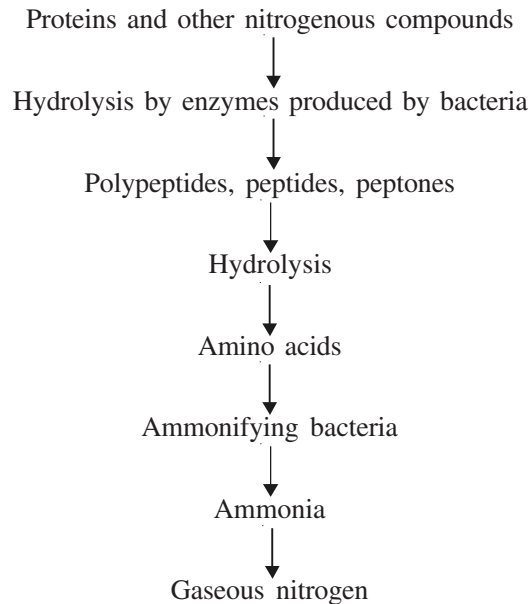 Proteins and other nitrogenous compounds
Hydrolysis by enzymes produced by bacteria
Polypeptides, peptides, peptones
Hydrolysis
Amino acids
Ammonifying bacteria
Ammonia
Gaseous nitrogen